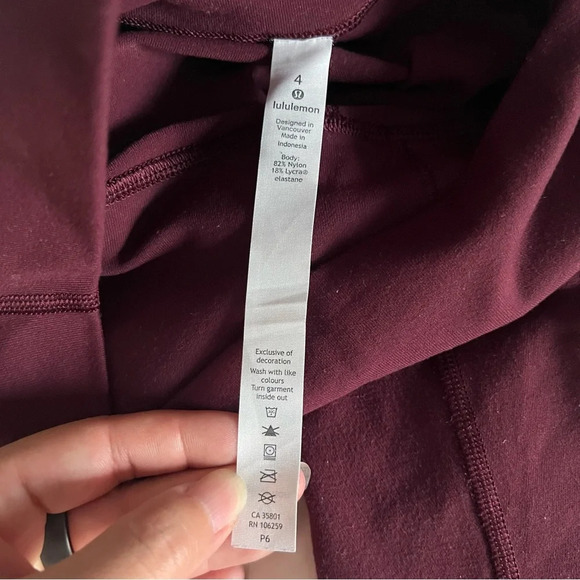 4
lululemon
Designed in
Vancouver
Made in
Indonesia
Body:
82% Nylon
18% Lycra®
elastane
Exclusive of
decoration
Wash with like
colours
Turn garment
inside out
CA 35801
RN 106259
P6